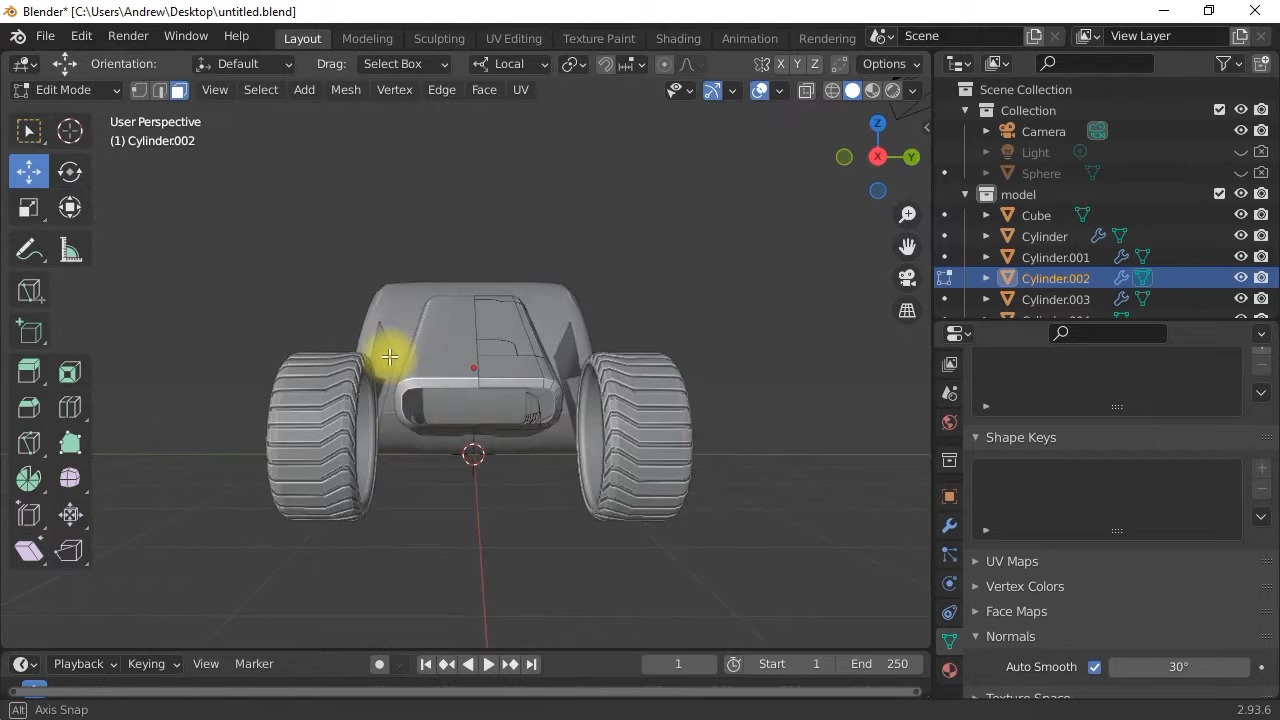 Blender* [C:\Users\Andrew\Desktop\untitled.blend]
File Edit Render Window Help Layout Modeling Sculpting UV Editing Texture Paint Shading Animation Rendering Scene View Layer
Orientation: Default Drag: Select Box Local X Y Z Options
Edit Mode View Select Add Mesh Vertex Edge Face UV
User Perspective
(1) Cylinder.002
Z
X
Y
Scene Collection
Collection
Camera
Light
Sphere
model
Cube
Cylinder
Cylinder.001
Cylinder.002
Cylinder.003
Shape Keys
UV Maps
Vertex Colors
Face Maps
Normals
Auto Smooth 30°
Playback Keying View Marker 1 Start 1 End 250
Alt Axis Snap 2.93.6